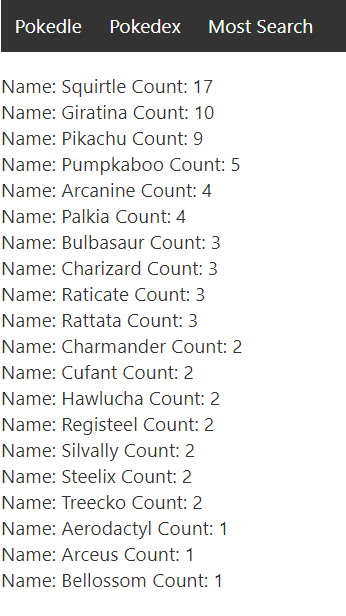 Pokedle Pokedex Most Search
Name: Squirtle Count: 17
Name: Giratina Count: 10
Name: Pikachu Count: 9
Name: Pumpkaboo Count: 5
Name: Arcanine Count: 4
Name: Palkia Count: 4
Name: Bulbasaur Count: 3
Name: Charizard Count: 3
Name: Raticate Count: 3
Name: Rattata Count: 3
Name: Charmander Count: 2
Name: Cufant Count: 2
Name: Hawlucha Count: 2
Name: Registeel Count: 2
Name: Silvally Count: 2
Name: Steelix Count: 2
Name: Treecko Count: 2
Name: Aerodactyl Count: 1
Name: Arceus Count: 1
Name: Bellossom Count: 1